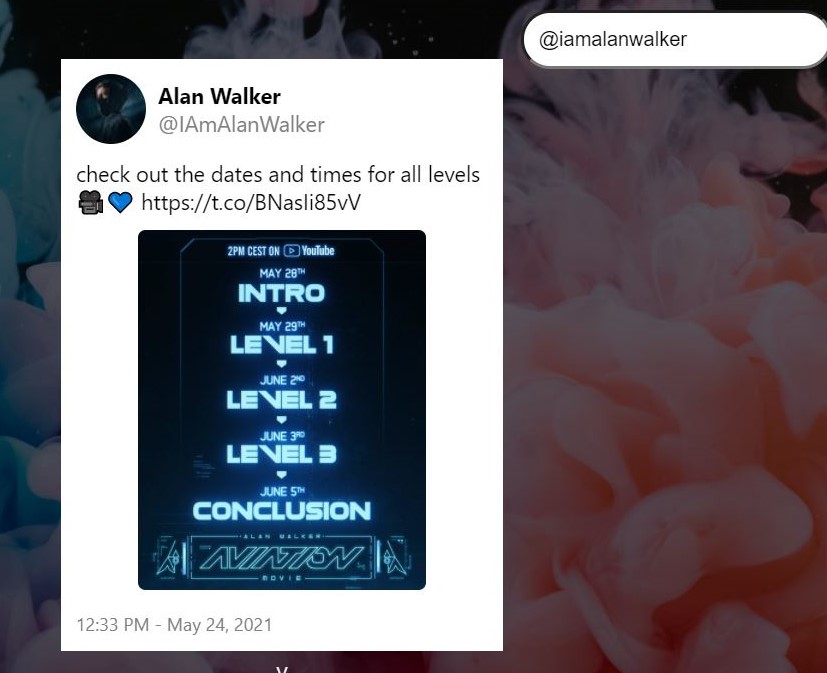 @iamalanwalker
Alan Walker
@IAmAlanWalker
check out the dates and times for all levels
🎥💙 https://t.co/BNasIi85vV
2PM CEST ON YouTube
MAY 28TH
INTRO
MAY 29TH
LEVEL 1
JUNE 2ND
LEVEL 2
JUNE 3RD
LEVEL 3
JUNE 5TH
CONCLUSION
ALAN WALKER
AVIATION
MOVIE
12:33 PM - May 24, 2021